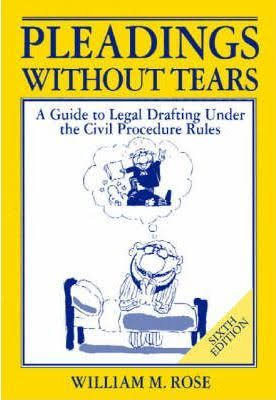 PLEADINGS
WITHOUT TEARS
A Guide to Legal Drafting Under
the Civil Procedure Rules
SIXTH
EDITION
WILLIAM M. ROSE